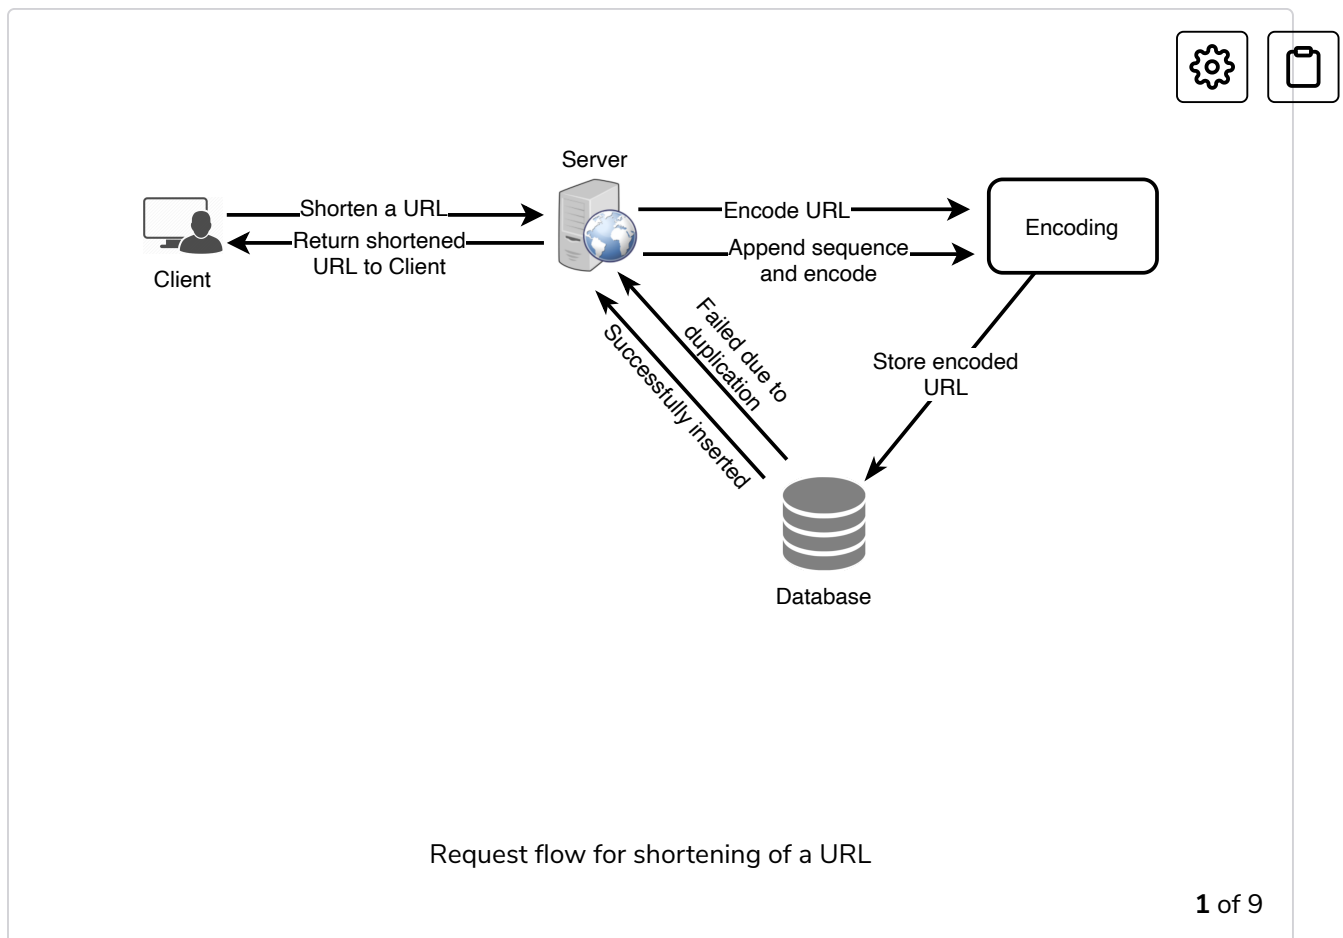 Server
Shorten a URL
Return shortened
URL to Client
Client
Encode URL
Append sequence
and encode
Encoding
Failed due to
duplication
Successfully inserted
Store encoded
URL
Database
Request flow for shortening of a URL
1 of 9